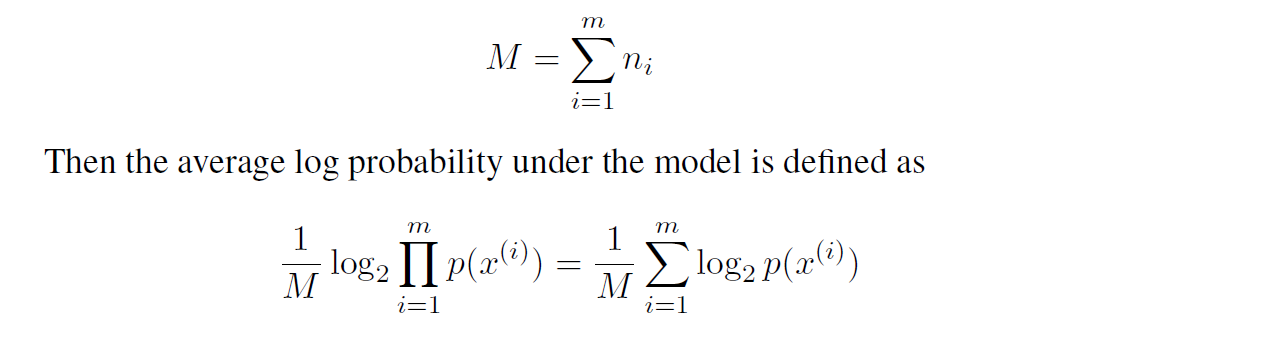 M = \sum_{i=1}^{m} n_i
Then the average log probability under the model is defined as
\frac{1}{M} \log_2 \prod_{i=1}^{m} p(x^{(i)}) = \frac{1}{M} \sum_{i=1}^{m} \log_2 p(x^{(i)})